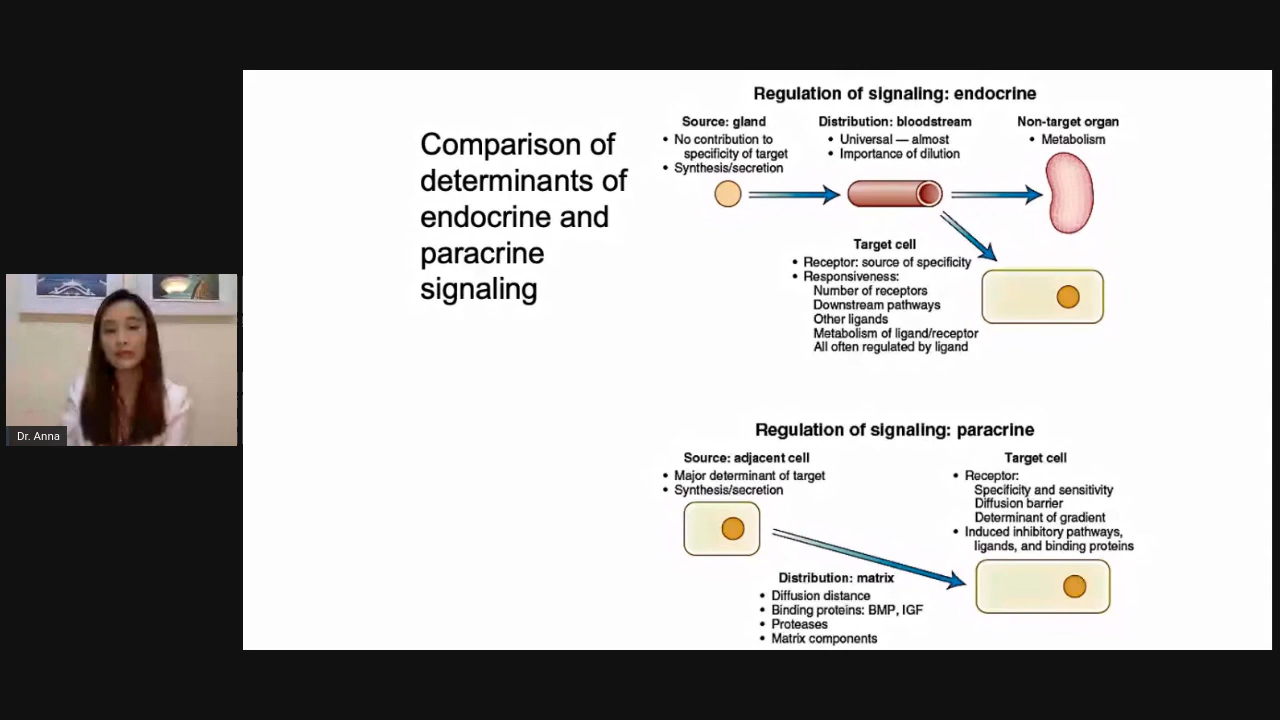 Comparison of
determinants of
endocrine and
paracrine
signaling
Regulation of signaling: endocrine
Source: gland
• No contribution to
specificity of target
• Synthesis/secretion
Distribution: bloodstream
• Universal — almost
• Importance of dilution
Non-target organ
• Metabolism
Target cell
• Receptor: source of specificity
• Responsiveness:
Number of receptors
Downstream pathways
Other ligands
Metabolism of ligand/receptor
All often regulated by ligand
Regulation of signaling: paracrine
Source: adjacent cell
• Major determinant of target
• Synthesis/secretion
Target cell
• Receptor:
Specificity and sensitivity
Diffusion barrier
Determinant of gradient
• Induced inhibitory pathways,
ligands, and binding proteins
Distribution: matrix
• Diffusion distance
• Binding proteins: BMP, IGF
• Proteases
• Matrix components
Dr. Anna